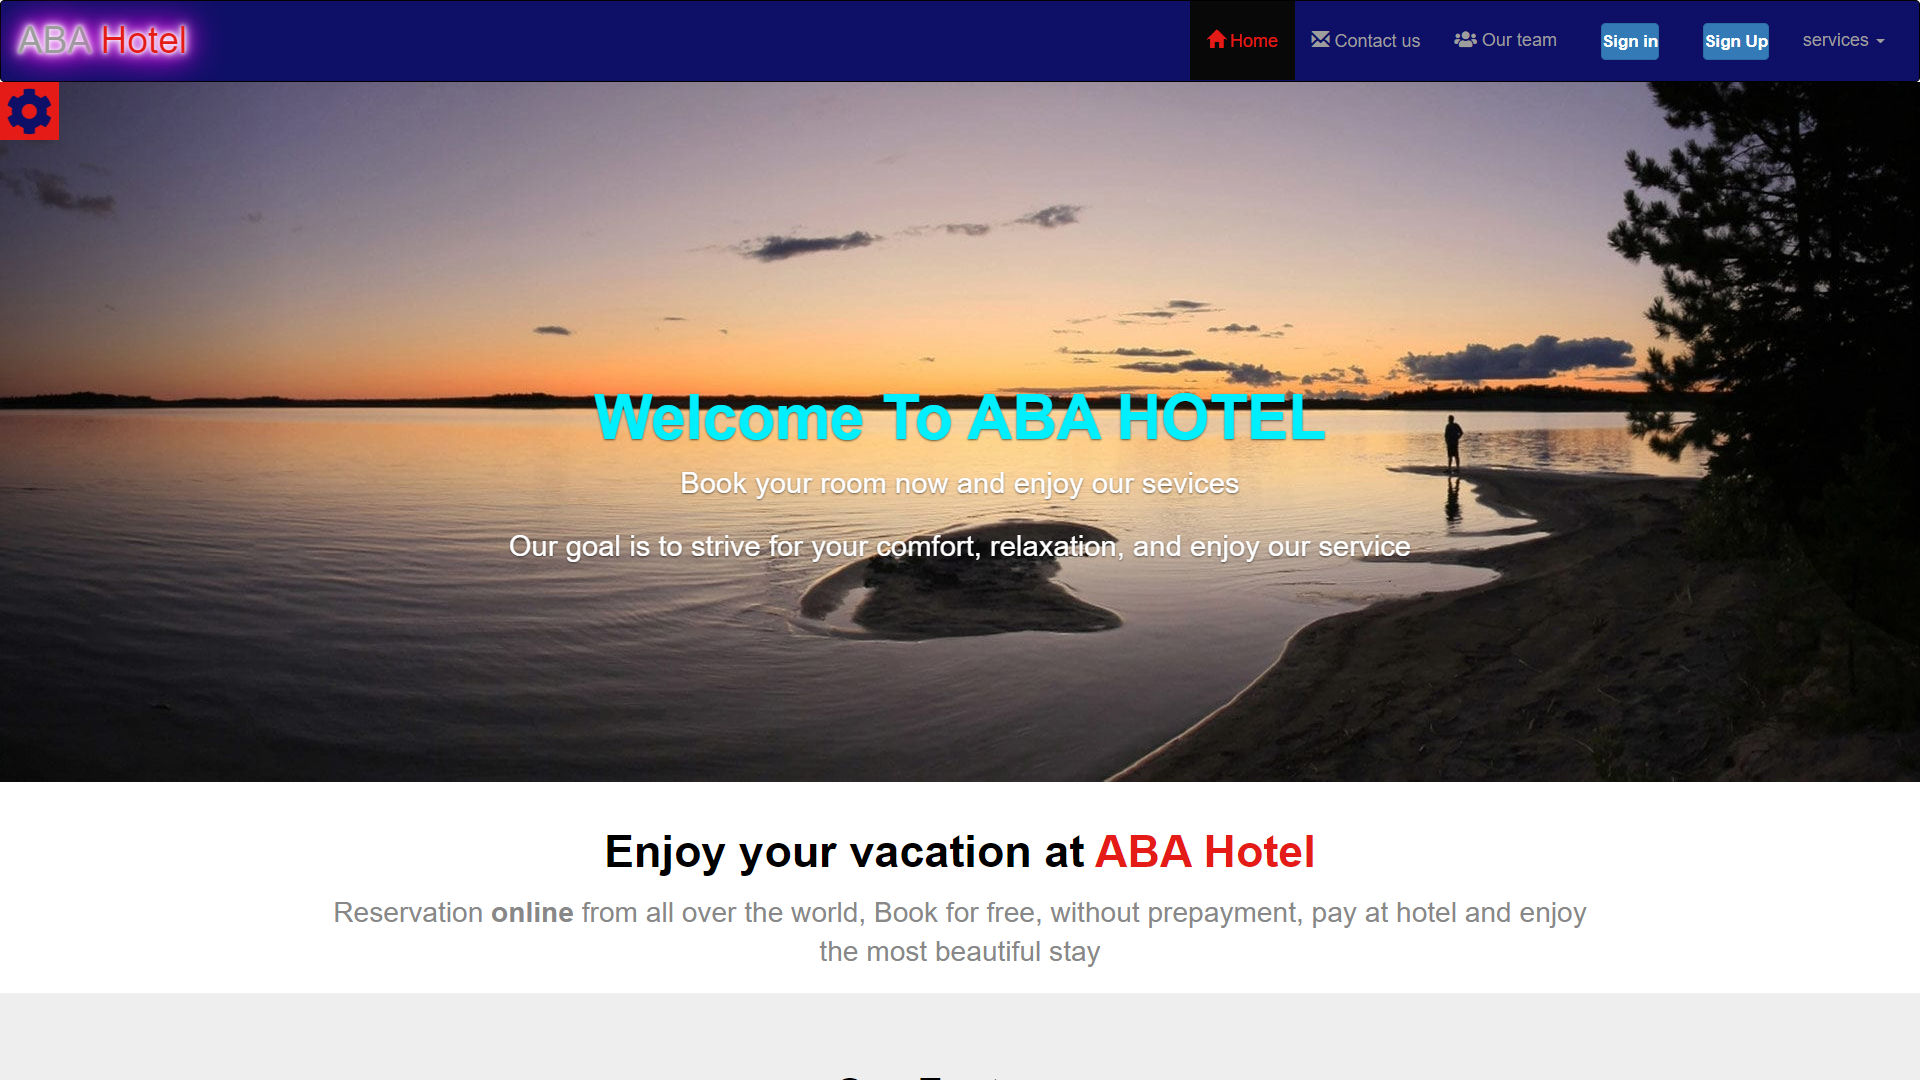 ABA Hotel
Home
Contact us
Our team
Sign in
Sign Up
services
Welcome To ABA HOTEL
Book your room now and enjoy our sevices
Our goal is to strive for your comfort, relaxation, and enjoy our service
Enjoy your vacation at ABA Hotel
Reservation online from all over the world, Book for free, without prepayment, pay at hotel and enjoy
the most beautiful stay